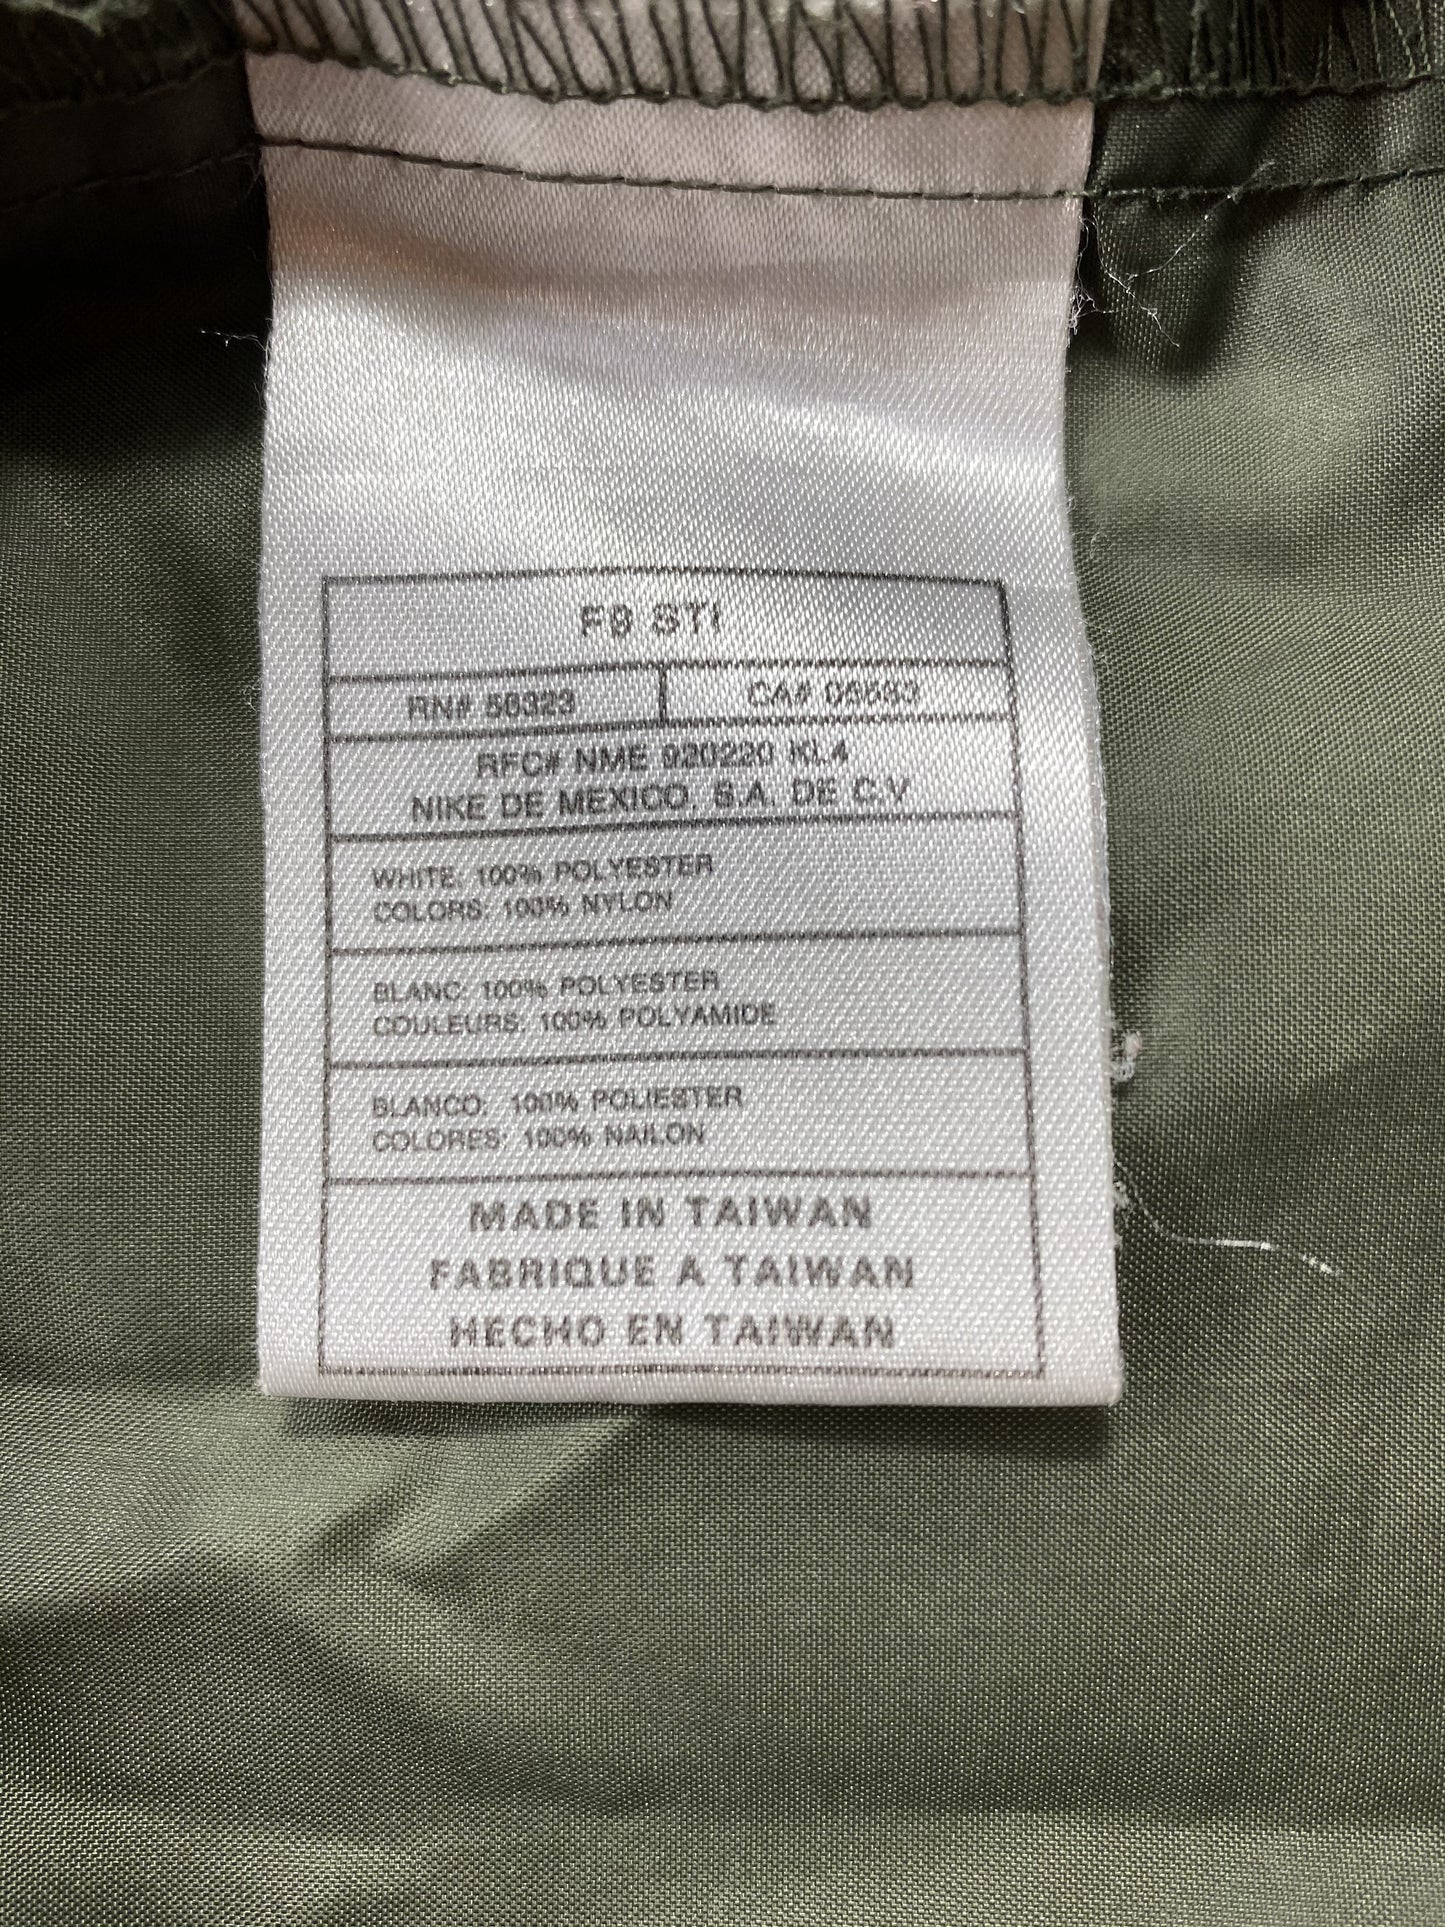 F9 STI
RN# 56323 CA# 05553
RFC# NME 920220 KL4
NIKE DE MEXICO, S.A. DE C.V
WHITE: 100% POLYESTER
COLORS: 100% NYLON
BLANC: 100% POLYESTER
COULEURS: 100% POLYAMIDE
BLANCO: 100% POLIESTER
COLORES: 100% NAILON
MADE IN TAIWAN
FABRIQUE A TAIWAN
HECHO EN TAIWAN